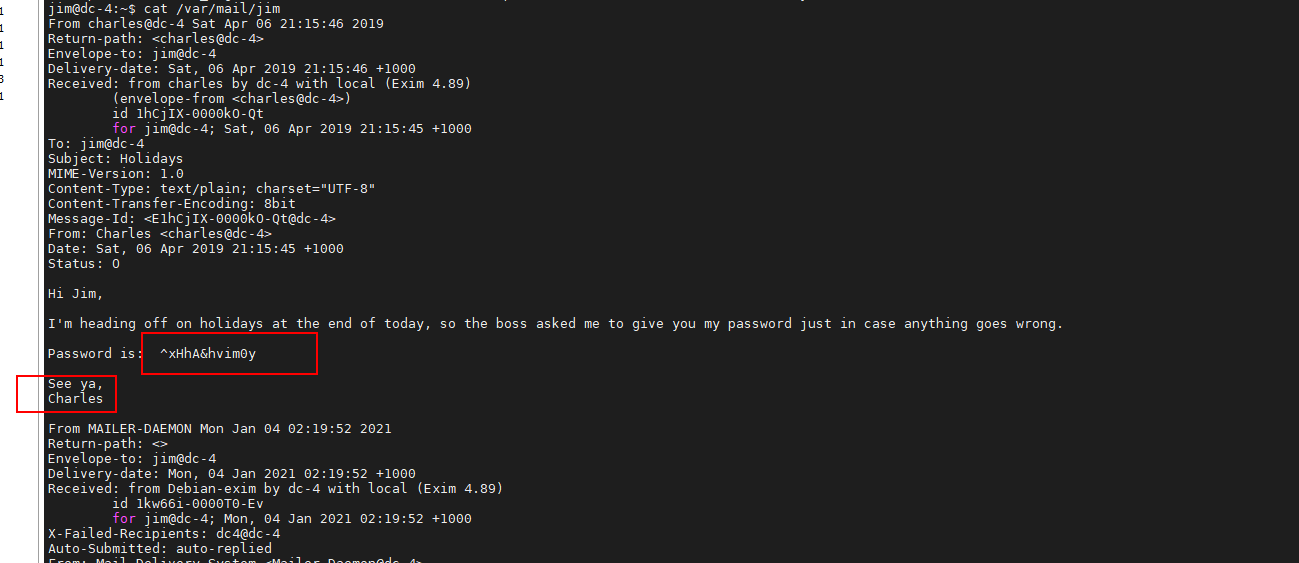 1
1
1
1
3
1
jim@dc-4:~$ cat /var/mail/jim
From charles@dc-4 Sat Apr 06 21:15:46 2019
Return-path: <charles@dc-4>
Envelope-to: jim@dc-4
Delivery-date: Sat, 06 Apr 2019 21:15:46 +1000
Received: from charles by dc-4 with local (Exim 4.89)
        (envelope-from <charles@dc-4>)
        id 1hCjIX-0000kO-Qt
        for jim@dc-4; Sat, 06 Apr 2019 21:15:45 +1000
To: jim@dc-4
Subject: Holidays
MIME-Version: 1.0
Content-Type: text/plain; charset="UTF-8"
Content-Transfer-Encoding: 8bit
Message-Id: <E1hCjIX-0000kO-Qt@dc-4>
From: Charles <charles@dc-4>
Date: Sat, 06 Apr 2019 21:15:45 +1000
Status: O
Hi Jim,
I'm heading off on holidays at the end of today, so the boss asked me to give you my password just in case anything goes wrong.
Password is:  ^xHhA&hvim0y
See ya,
Charles
From MAILER-DAEMON Mon Jan 04 02:19:52 2021
Return-path: <>
Envelope-to: jim@dc-4
Delivery-date: Mon, 04 Jan 2021 02:19:52 +1000
Received: from Debian-exim by dc-4 with local (Exim 4.89)
        id 1kw66i-0000T0-Ev
        for jim@dc-4; Mon, 04 Jan 2021 02:19:52 +1000
X-Failed-Recipients: dc4@dc-4
Auto-Submitted: auto-replied
From: Mail Delivery System <Mailer-Daemon@dc-4>